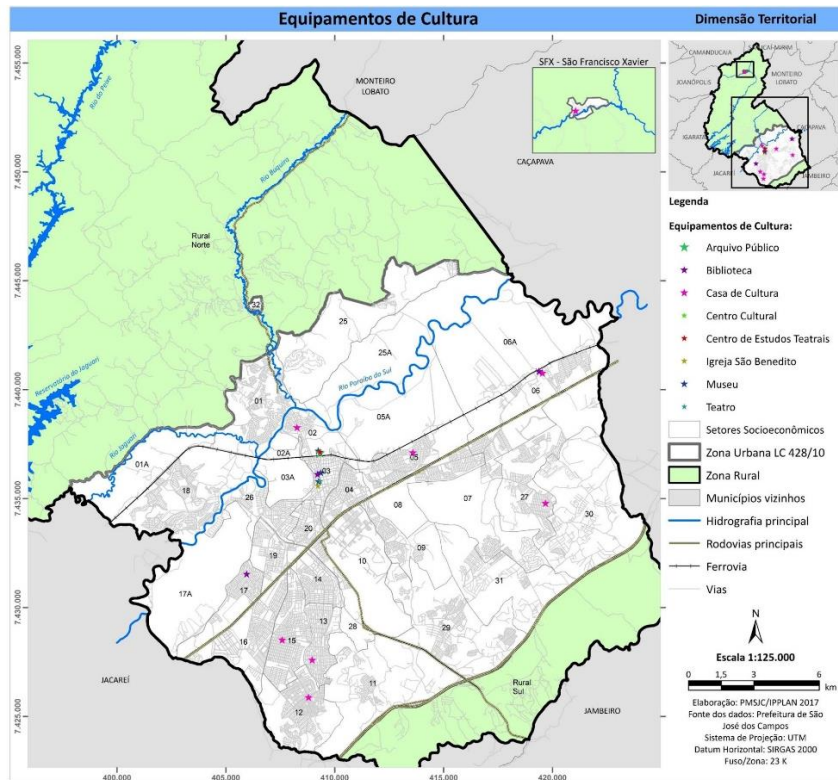 Equipamentos de Cultura
Dimensão Territorial
7.455.000
7.450.000
7.445.000
7.440.000
7.435.000
7.430.000
7.425.000
400.000
405.000
410.000
415.000
420.000
MONTEIRO
LOBATO
SFX - São Francisco Xavier
CAÇAPAVA
Rio do Peixe
Rio Buquira
Rural
Norte
32
25
25A
06A
Rio Paraíba do Sul
Reservatório do Jaguari
Rio Jaguari
01
02
05A
06
01A
02A
03
03A
05
18
26
04
08
07
27
30
20
19
10
09
31
17A
17
14
13
28
16
15
29
11
12
Rural
Sul
JACAREÍ
JAMBEIRO
CAMANDUCAIA
JOANÓPOLIS
MONTEIRO
LOBATO
CAÇAPAVA
IGARATÁ
JACAREÍ
JAMBEIRO
Legenda
Equipamentos de Cultura:
Arquivo Público
Biblioteca
Casa de Cultura
Centro Cultural
Centro de Estudos Teatrais
Igreja São Benedito
Museu
Teatro
Setores Socioeconômicos
Zona Urbana LC 428/10
Zona Rural
Municípios vizinhos
Hidrografia principal
Rodovias principais
Ferrovia
Vias
N
Escala 1:125.000
0 1,5 3 6
km
Elaboração: PMSJC/IPPLAN 2017
Fonte dos dados: Prefeitura de São
José dos Campos
Sistema de Projeção: UTM
Datum Horizontal: SIRGAS 2000
Fuso/Zona: 23 K